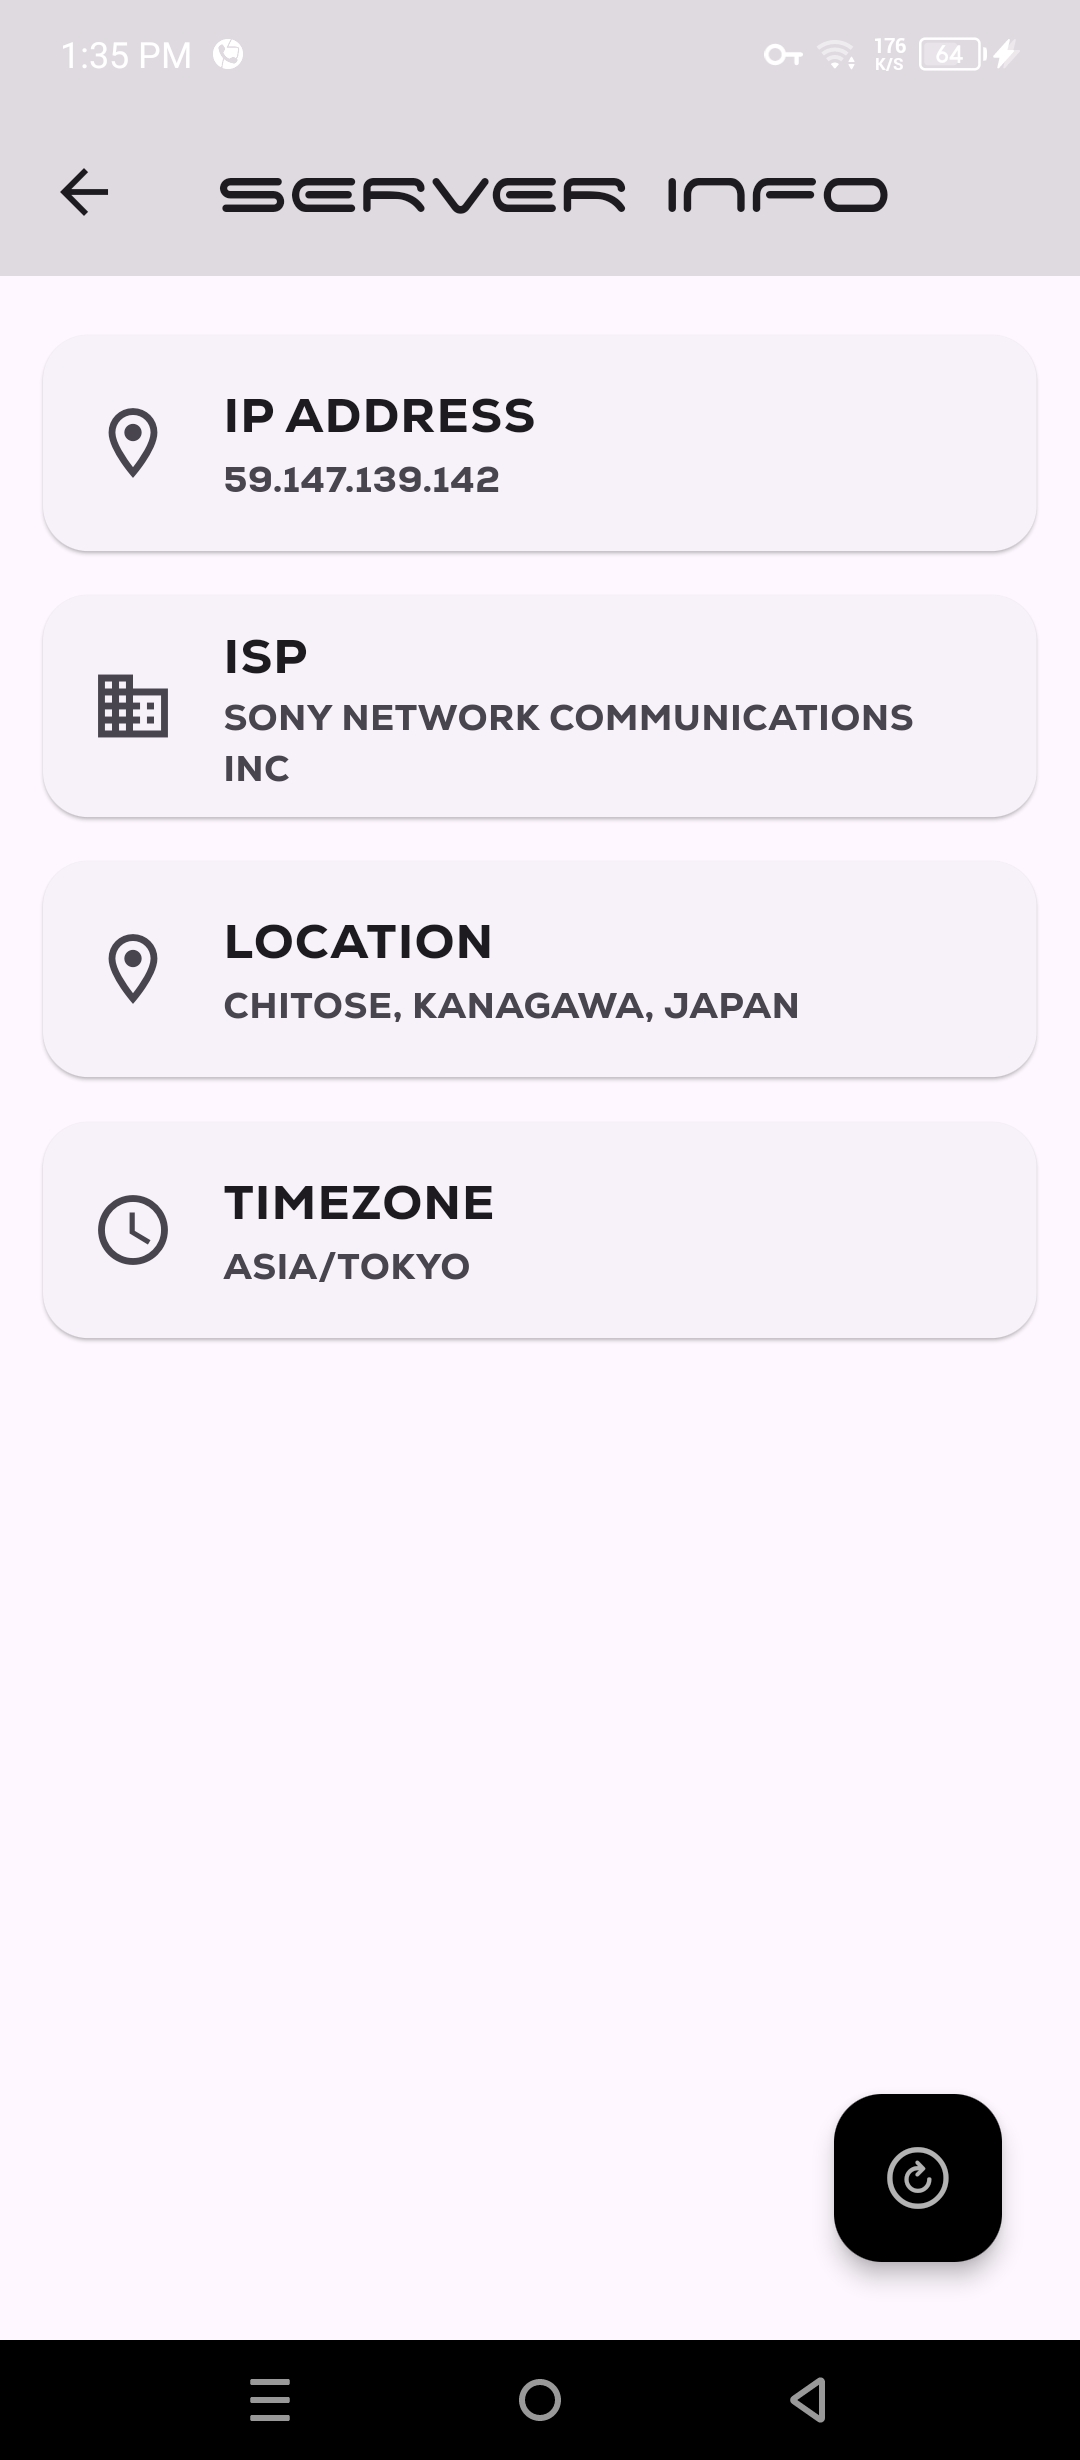 1:35 PM
176
K/S
64
SERVER INFO
IP ADDRESS
59.147.139.142
ISP
SONY NETWORK COMMUNICATIONS
INC
LOCATION
CHITOSE, KANAGAWA, JAPAN
TIMEZONE
ASIA/TOKYO